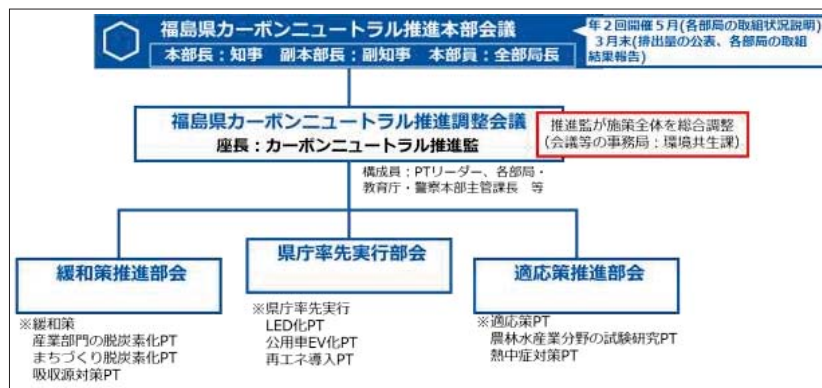 福島県カーボンニュートラル推進本部会議
本部長：知事　副本部長：副知事　本部員：全部局長
年２回開催５月(各部局の取組状況説明)
３月末(排出量の公表、各部局の取組
結果報告)
福島県カーボンニュートラル推進調整会議
座長：カーボンニュートラル推進監
推進監が施策全体を総合調整
(会議等の事務局：環境共生課)
構成員：PTリーダー、各部局・
教育庁・警察本部主管課長　等
緩和策推進部会
※緩和策
産業部門の脱炭素化PT
まちづくり脱炭素化PT
吸収源対策PT
県庁率先実行部会
※県庁率先実行
LED化PT
公用車EV化PT
再エネ導入PT
適応策推進部会
※適応策PT
農林水産業分野の試験研究PT
熱中症対策PT